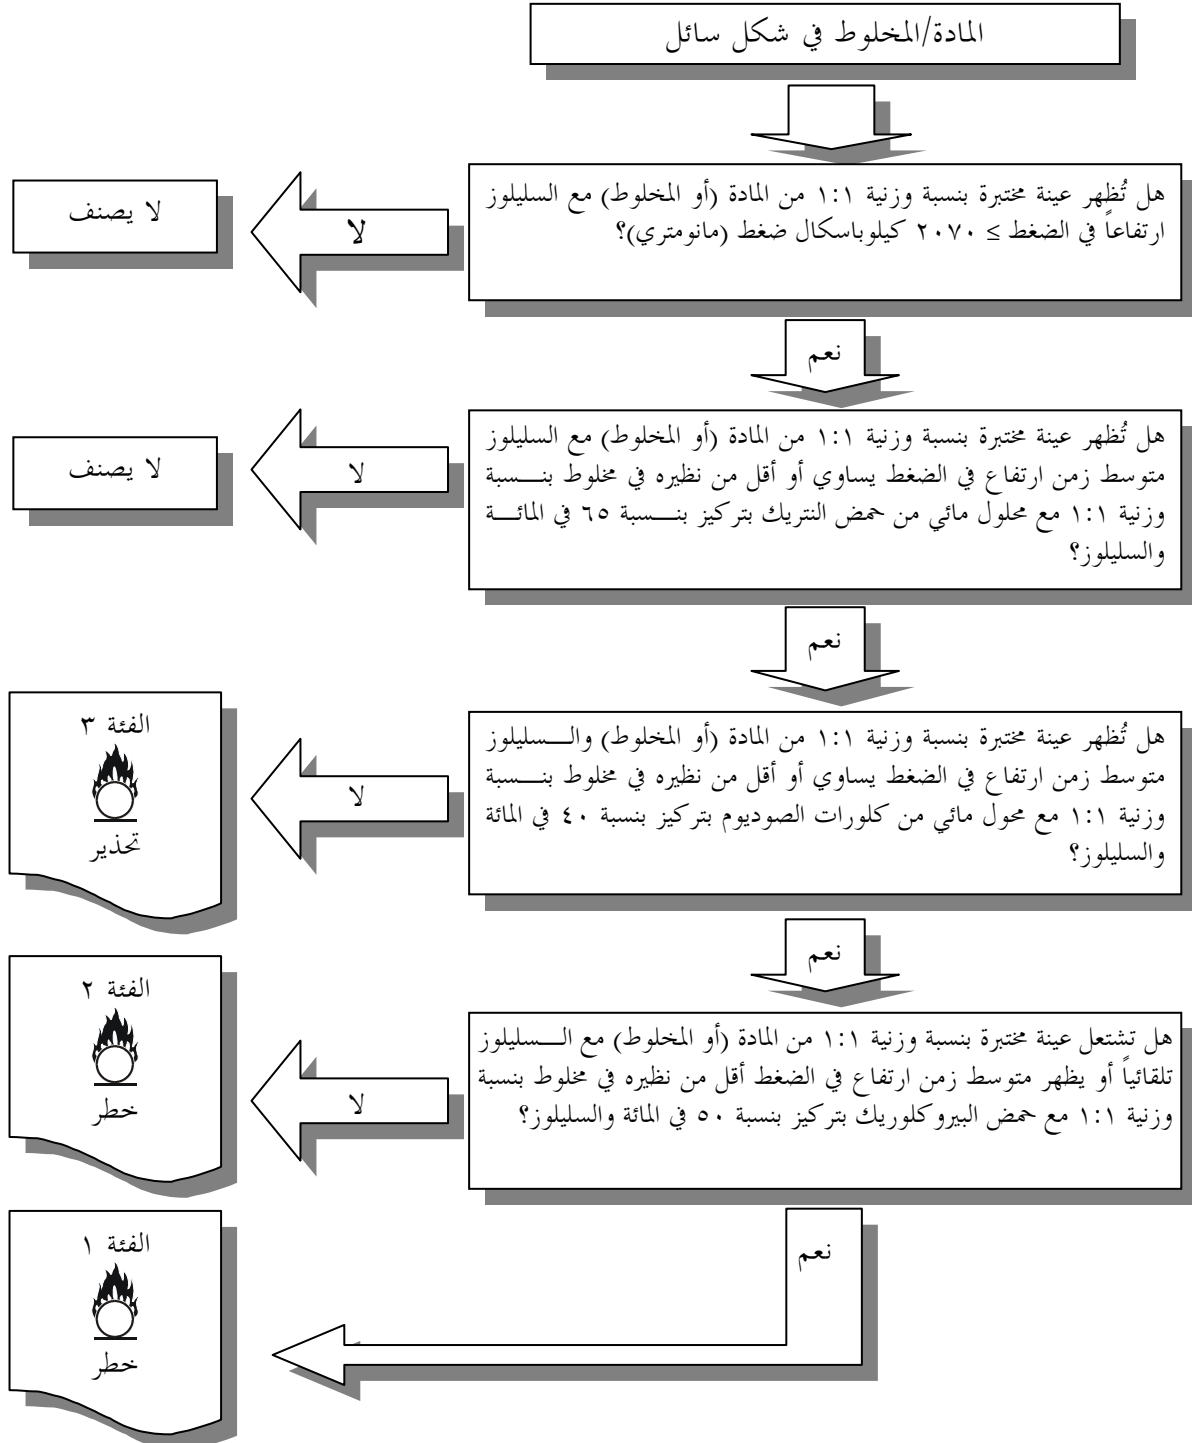 المادة/المخلوط في شكل سائل
هل تُظهر عينة مختبرة بنسبة وزنية ١:١ من المادة (أو المخلوط) مع السليلوز
ارتفاعاً في الضغط ≥ ٢٠٧٠ كيلوباسكال ضغط (مانومتري)؟
لا
لا يصنف
نعم
هل تُظهر عينة مختبرة بنسبة وزنية ١:١ من المادة (أو المخلوط) مع السليلوز
متوسط زمن ارتفاع في الضغط يساوي أو أقل من نظيره في مخلوط بنـــسبة
وزنية ١:١ مع محلول مائي من حمض النتريك بتركيز بنـــسبة ٦٥ في المائـــة
والسليلوز؟
لا
لا يصنف
نعم
هل تُظهر عينة مختبرة بنسبة وزنية ١:١ من المادة (أو المخلوط) والـــسليلوز
متوسط زمن ارتفاع في الضغط يساوي أو أقل من نظيره في مخلوط بنـــسبة
وزنية ١:١ مع محول مائي من كلورات الصوديوم بتركيز بنسبة ٤٠ في المائة
والسليلوز؟
لا
الفئة ٣
تحذير
نعم
هل تشتعل عينة مختبرة بنسبة وزنية ١:١ من المادة (أو المخلوط) مع الـــسليلوز
تلقائياً أو يظهر متوسط زمن ارتفاع في الضغط أقل من نظيره في مخلوط بنسبة
وزنية ١:١ مع حمض البيروكلوريك بتركيز بنسبة ٥٠ في المائة والسليلوز؟
لا
الفئة ٢
خطر
نعم
الفئة ١
خطر